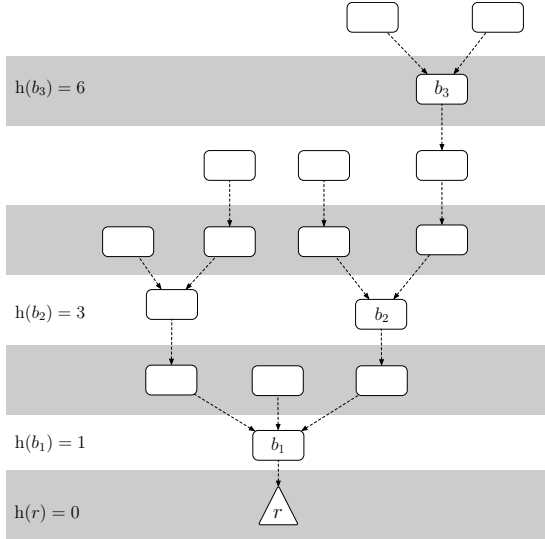 h(b₃) = 6
b₃
h(b₂) = 3
b₂
h(b₁) = 1
b₁
h(r) = 0
r